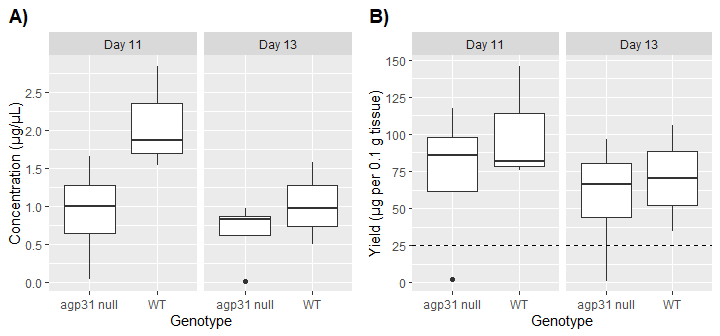 A)
Day 11 Day 13
Concentration (µg/µL)
2.5
2.0
1.5
1.0
0.5
0.0
agp31 null WT agp31 null WT
Genotype
B)
Day 11 Day 13
Yield (µg per 0.1 g tissue)
150
125
100
75
50
25
0
agp31 null WT agp31 null WT
Genotype